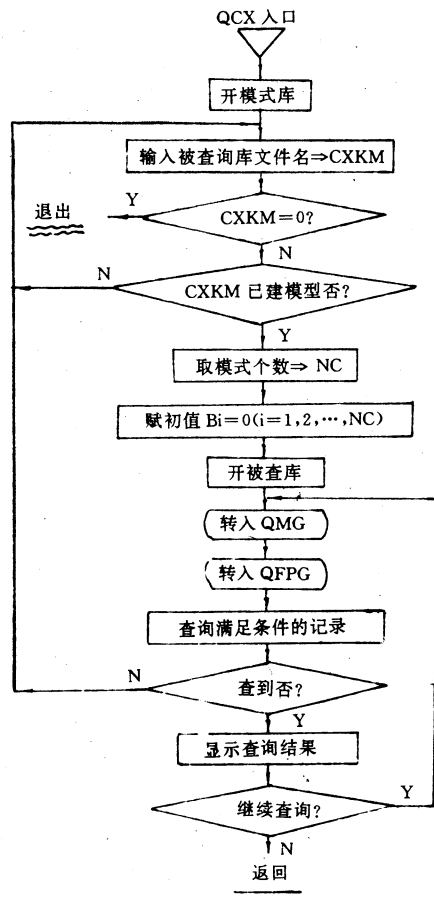 QCX 入口
开模式库
输入被查询库文件名⇒CXKM
Y
退出
CXKM=0?
N
N
CXKM 已建模型否?
Y
取模式个数⇒ NC
赋初值 Bi=0(i=1,2,…,NC)
开被查库
转入 QMG
转入 QFPG
查询满足条件的记录
N
查到否?
Y
显示查询结果
Y
继续查询?
N
返回